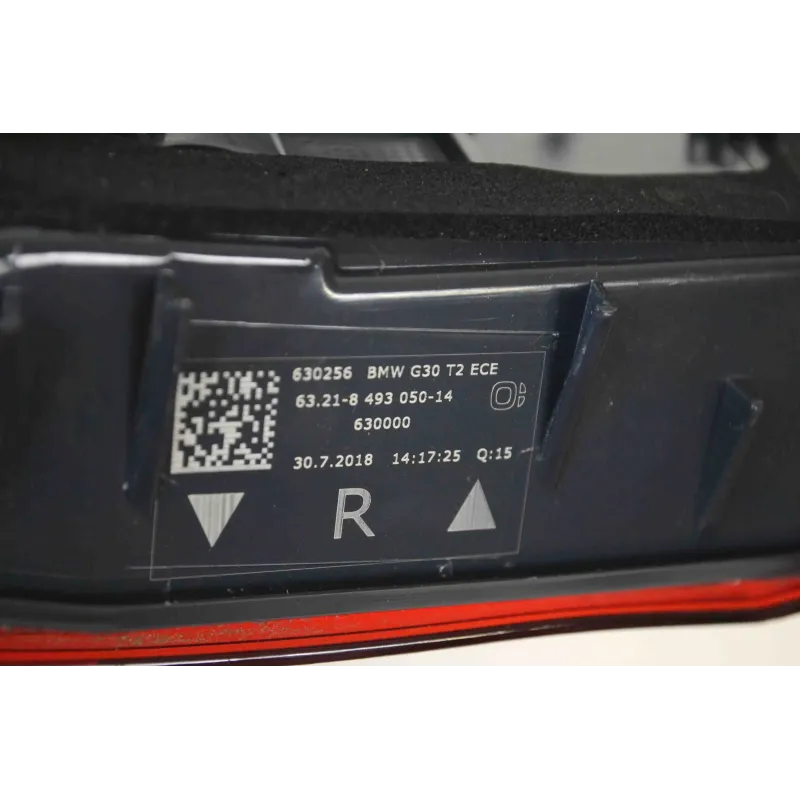 630256 BMW G30 T2 ECE
63.21-8 493 050-14
630000
30.7.2018 14:17:25 Q:15
R